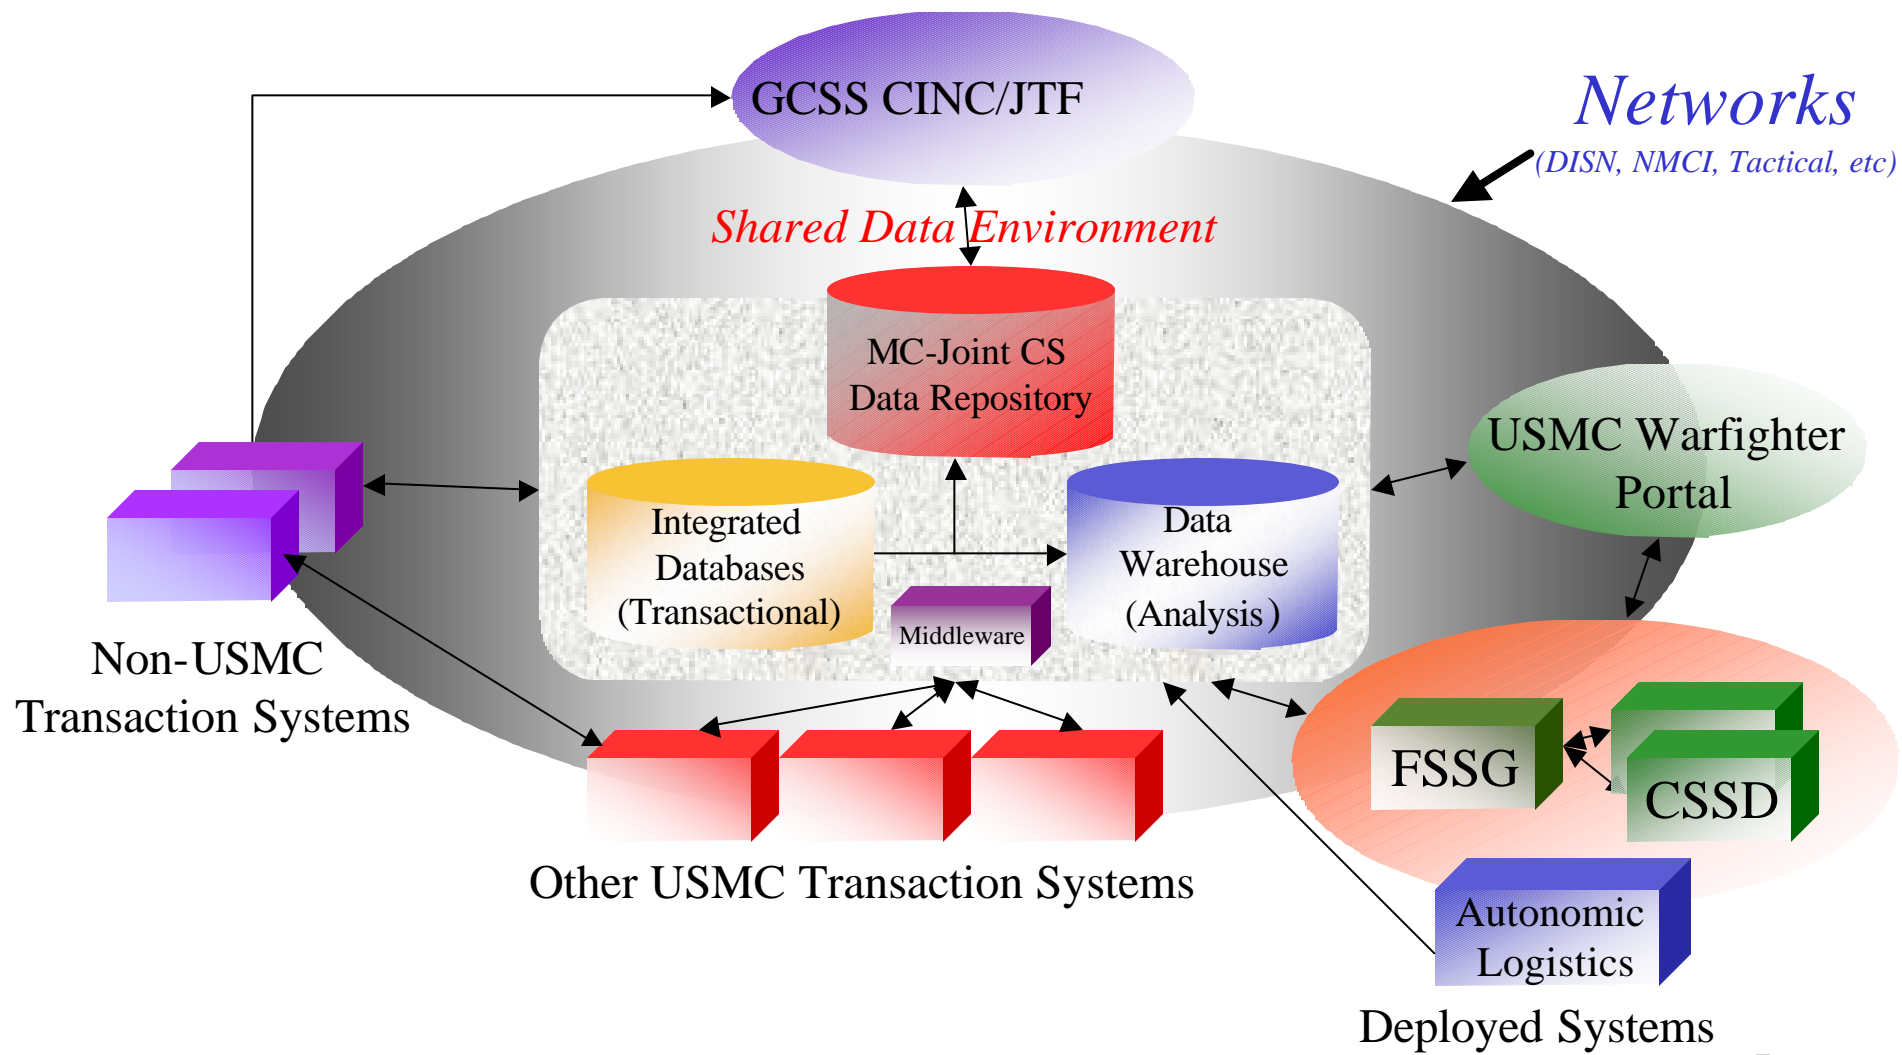 GCSS CINC/JTF
Networks
(DISN, NMCI, Tactical, etc)
Shared Data Environment
MC-Joint CS
Data Repository
USMC Warfighter
Portal
Integrated
Databases
(Transactional)
Data
Warehouse
(Analysis)
Middleware
Non-USMC
Transaction Systems
FSSG
CSSD
Other USMC Transaction Systems
Autonomic
Logistics
Deployed Systems